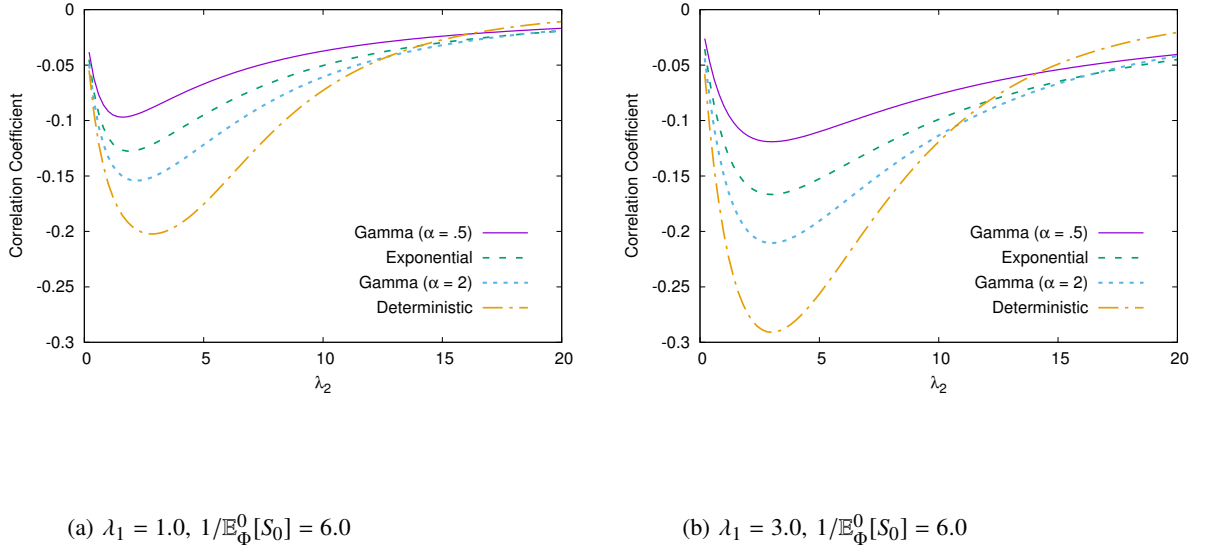 0
-0.05
-0.1
-0.15
-0.2
-0.25
-0.3
Correlation Coefficient
Gamma (α = .5)
Exponential
Gamma (α = 2)
Deterministic
0 5 10 15 20
λ2
(a) λ1 = 1.0, 1/𝔼⁰_Φ[S0] = 6.0
0
-0.05
-0.1
-0.15
-0.2
-0.25
-0.3
Correlation Coefficient
Gamma (α = .5)
Exponential
Gamma (α = 2)
Deterministic
0 5 10 15 20
λ2
(b) λ1 = 3.0, 1/𝔼⁰_Φ[S0] = 6.0